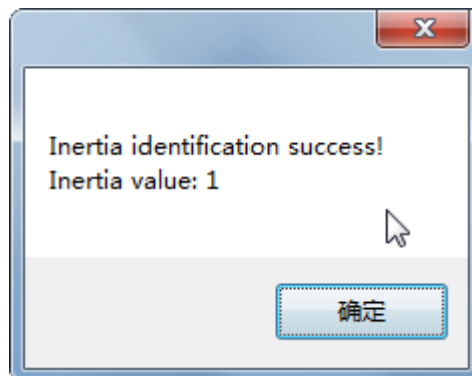 Inertia identification success!
Inertia value: 1
确定